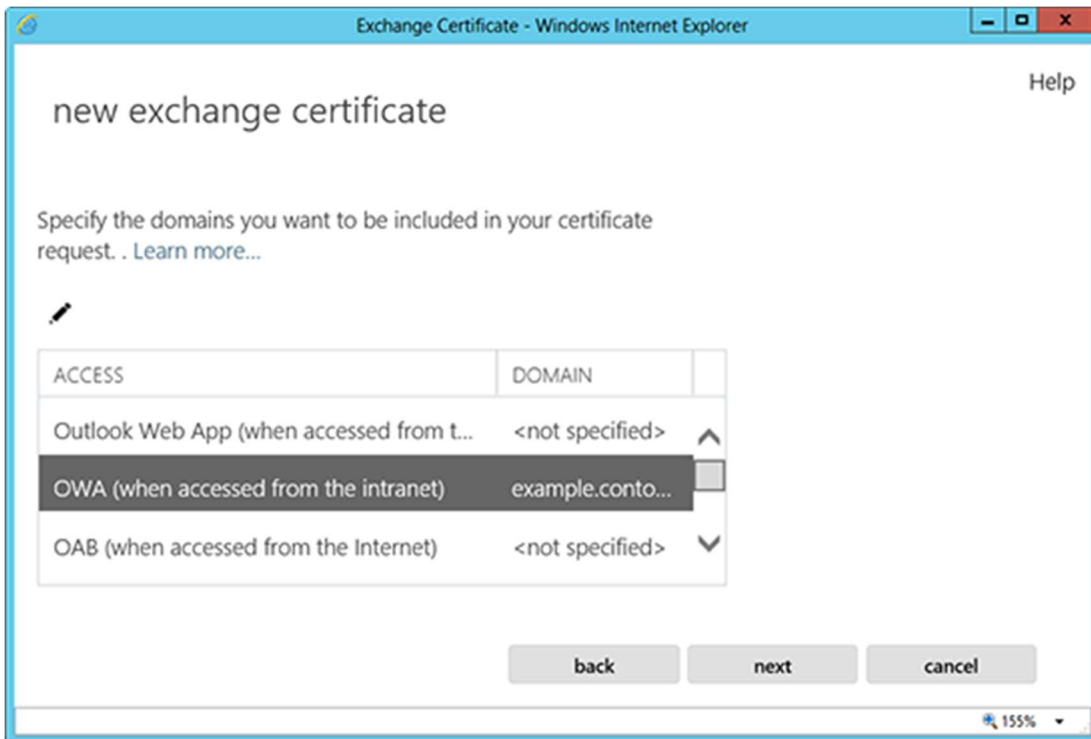 Exchange Certificate - Windows Internet Explorer
Help
new exchange certificate
Specify the domains you want to be included in your certificate
request. . Learn more...
ACCESS DOMAIN
Outlook Web App (when accessed from t... <not specified>
OWA (when accessed from the intranet) example.conto...
OAB (when accessed from the Internet) <not specified>
back next cancel
155%